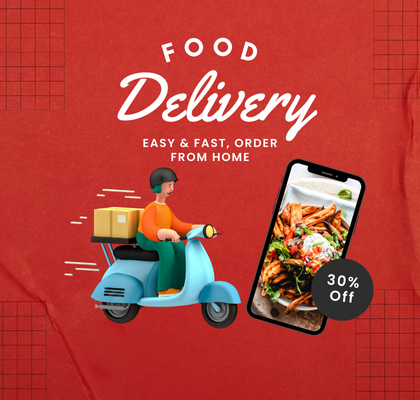 FOOD
Delivery
EASY & FAST, ORDER
FROM HOME
30%
Off